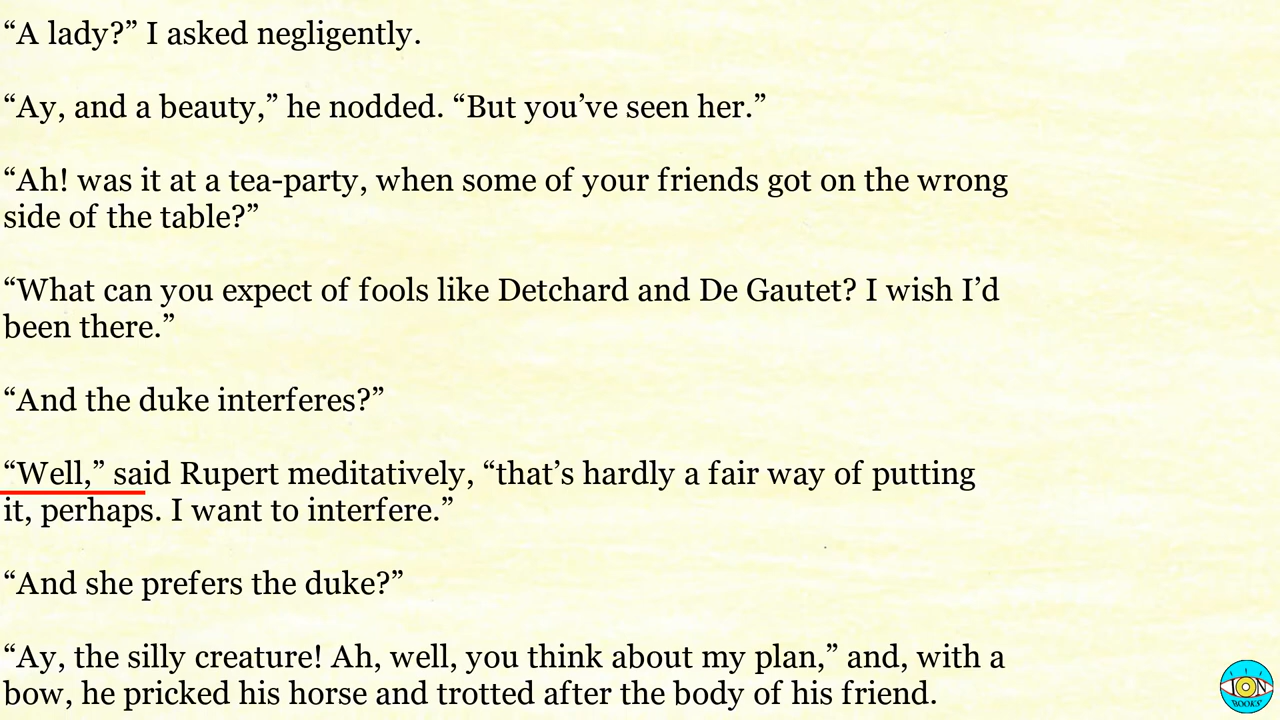 “A lady?” I asked negligently.
“Ay, and a beauty,” he nodded. “But you’ve seen her.”
“Ah! was it at a tea-party, when some of your friends got on the wrong
side of the table?”
“What can you expect of fools like Detchard and De Gautet? I wish I’d
been there.”
“And the duke interferes?”
“Well,” said Rupert meditatively, “that’s hardly a fair way of putting
it, perhaps. I want to interfere.”
“And she prefers the duke?”
“Ay, the silly creature! Ah, well, you think about my plan,” and, with a
bow, he pricked his horse and trotted after the body of his friend.
ION
BOOKS